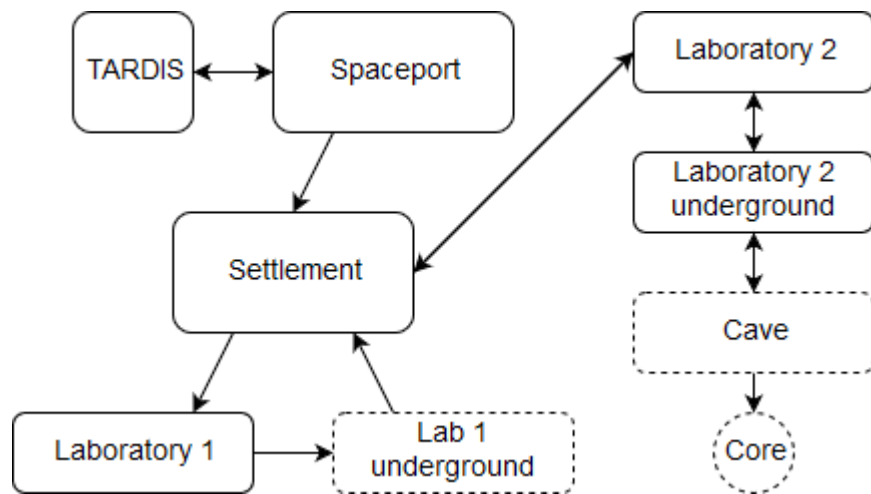 TARDIS
Spaceport
Laboratory 2
Laboratory 2
underground
Settlement
Cave
Laboratory 1
Lab 1
underground
Core